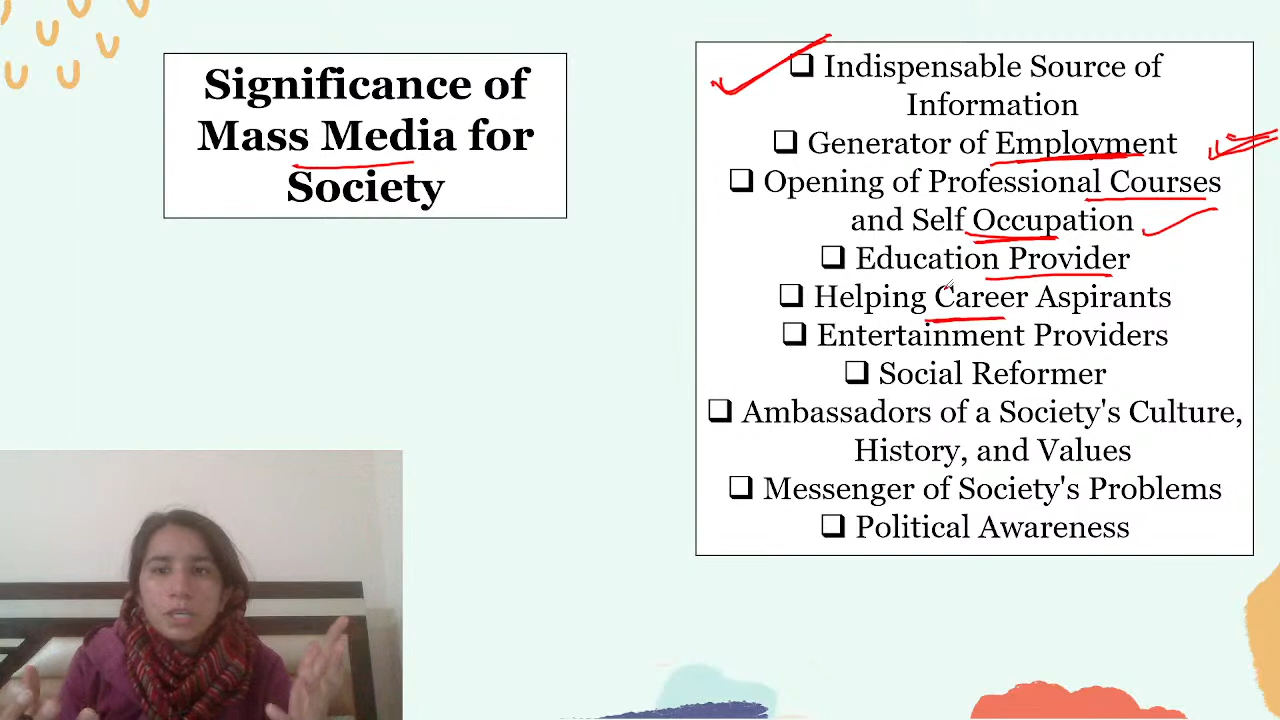 Significance of
Mass Media for
Society
❑ Indispensable Source of
Information
❑ Generator of Employment
❑ Opening of Professional Courses
and Self Occupation
❑ Education Provider
❑ Helping Career Aspirants
❑ Entertainment Providers
❑ Social Reformer
❑ Ambassadors of a Society's Culture,
History, and Values
❑ Messenger of Society's Problems
❑ Political Awareness